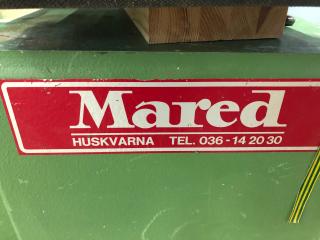 Mared
HUSKVARNA TEL. 036-14 20 30